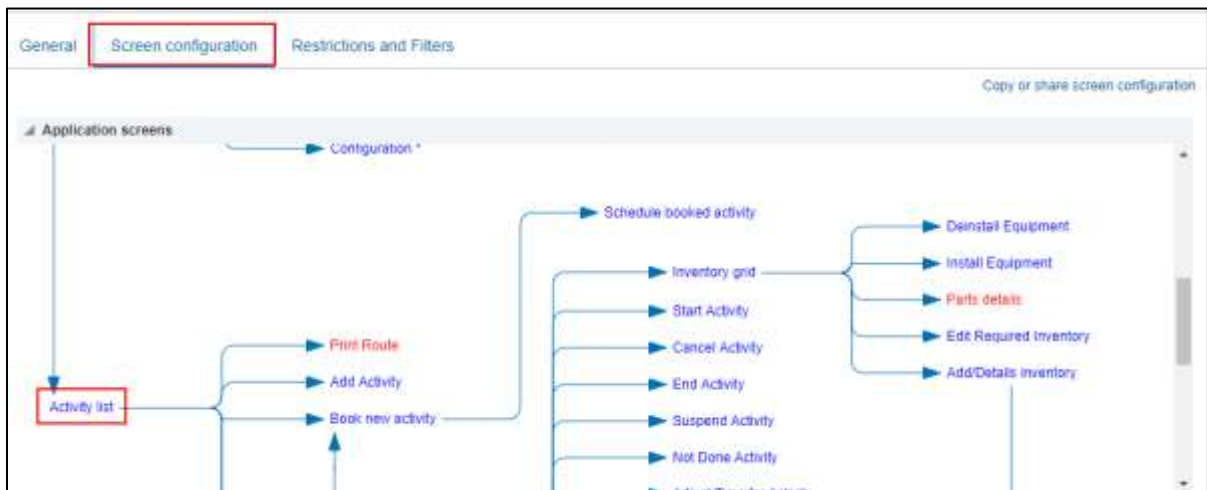 General Screen configuration Restrictions and Filters
Copy or share screen configuration
Application screens
Configuration *
Schedule booked activity
Deinstall Equipment
Inventory grid
Install Equipment
Start Activity
Parts details
Print Route
Cancel Activity
Edit Required Inventory
Add Activity
End Activity
Add/Details Inventory
Activity list
Book new activity
Suspend Activity
Not Done Activity